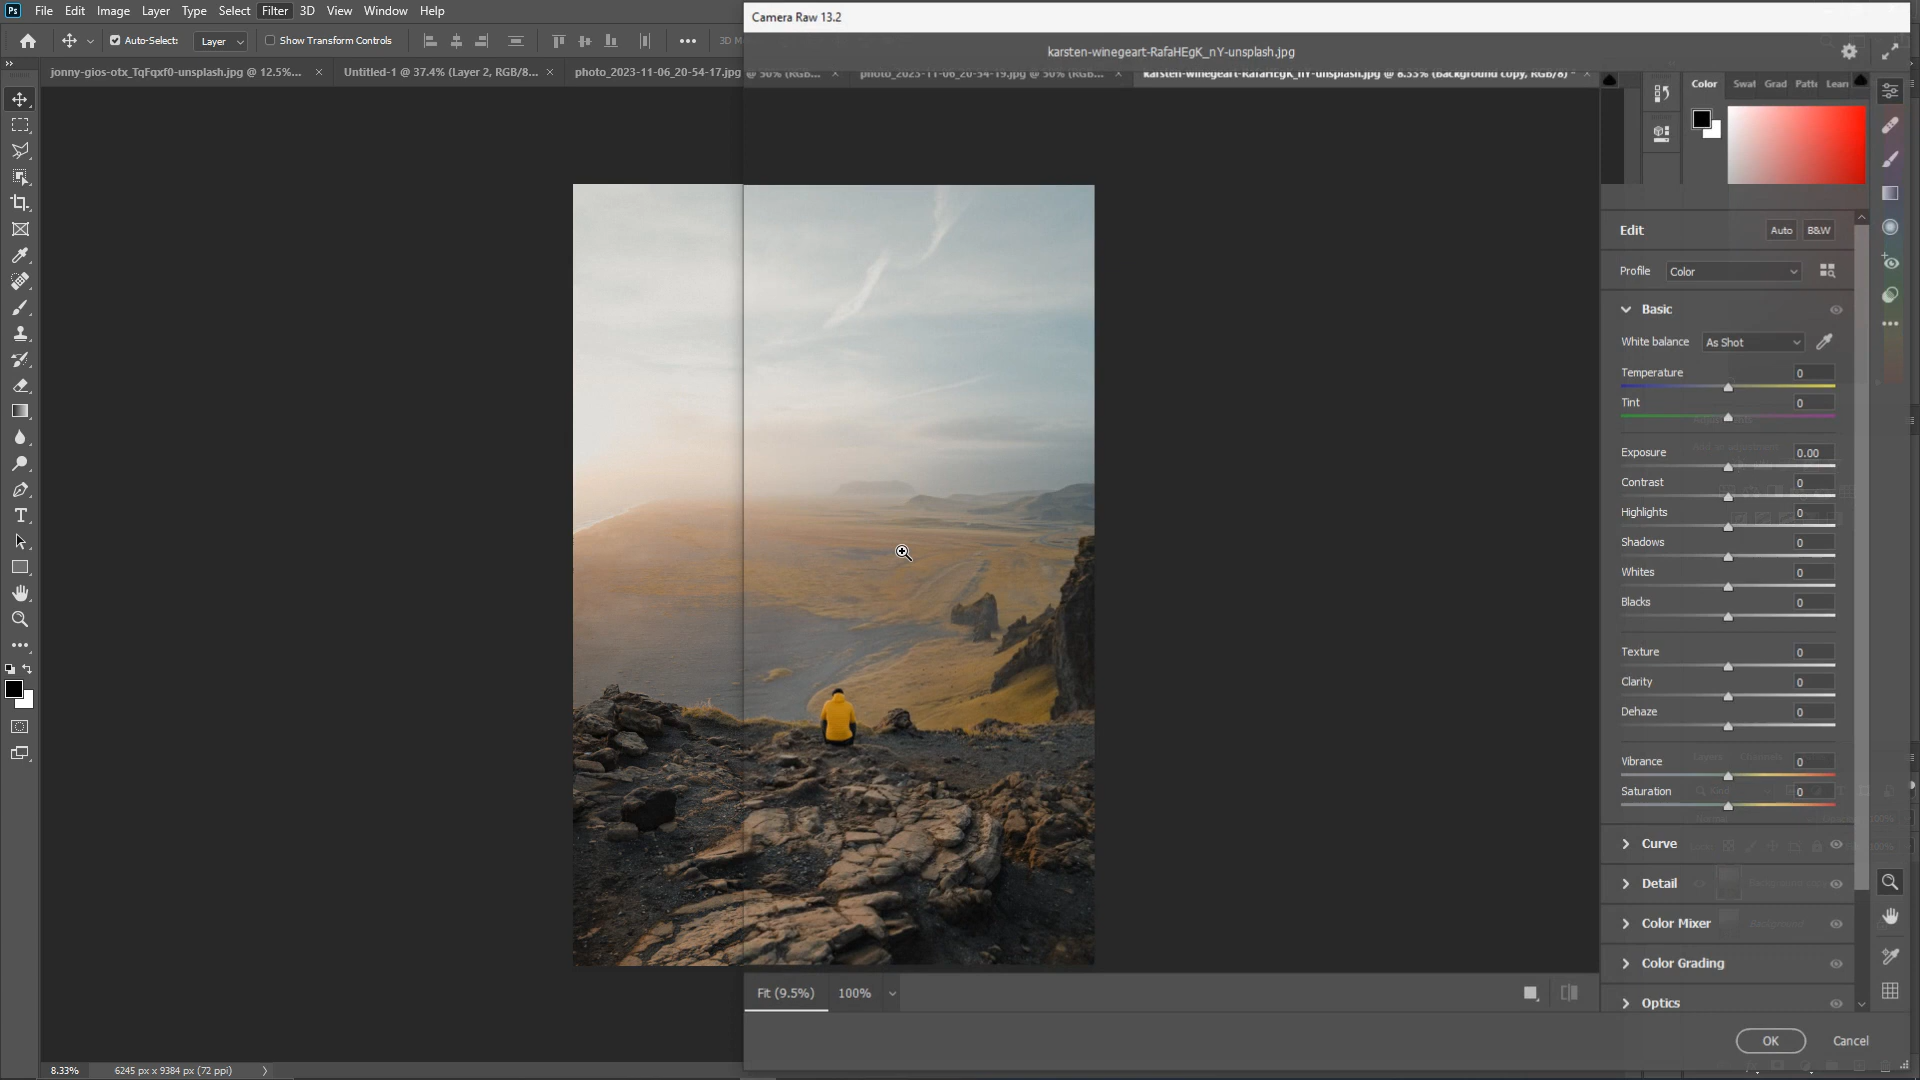 Ps File Edit Image Layer Type Select Filter 3D View Window Help
Camera Raw 13.2
Auto-Select: Layer Show Transform Controls
karsten-winegeart-RafaHEgK_nY-unsplash.jpg
jonny-gios-otx_TqFqxf0-unsplash.jpg @ 12.5%... × Untitled-1 @ 37.4% (Layer 2, RGB/8... × photo_2023-11-06_20-54-17.jpg @ 50% (RGB... × photo_2023-11-06_20-54-19.jpg @ 50% (RGB... × karsten-winegeart-RafaHEgK_nY-unsplash.jpg @ 8.33% (Background copy, RGB/8) * ×
Color Swat Grad Patt Learn
Edit Auto B&W
Profile Color
Basic
White balance As Shot
Temperature 0
Tint 0
Exposure 0.00
Contrast 0
Highlights 0
Shadows 0
Whites 0
Blacks 0
Texture 0
Clarity 0
Dehaze 0
Vibrance 0
Saturation 0
Curve
Detail
Color Mixer
Color Grading
Optics
Fit (9.5%) 100%
OK Cancel
8.33% 6245 px x 9384 px (72 ppi)